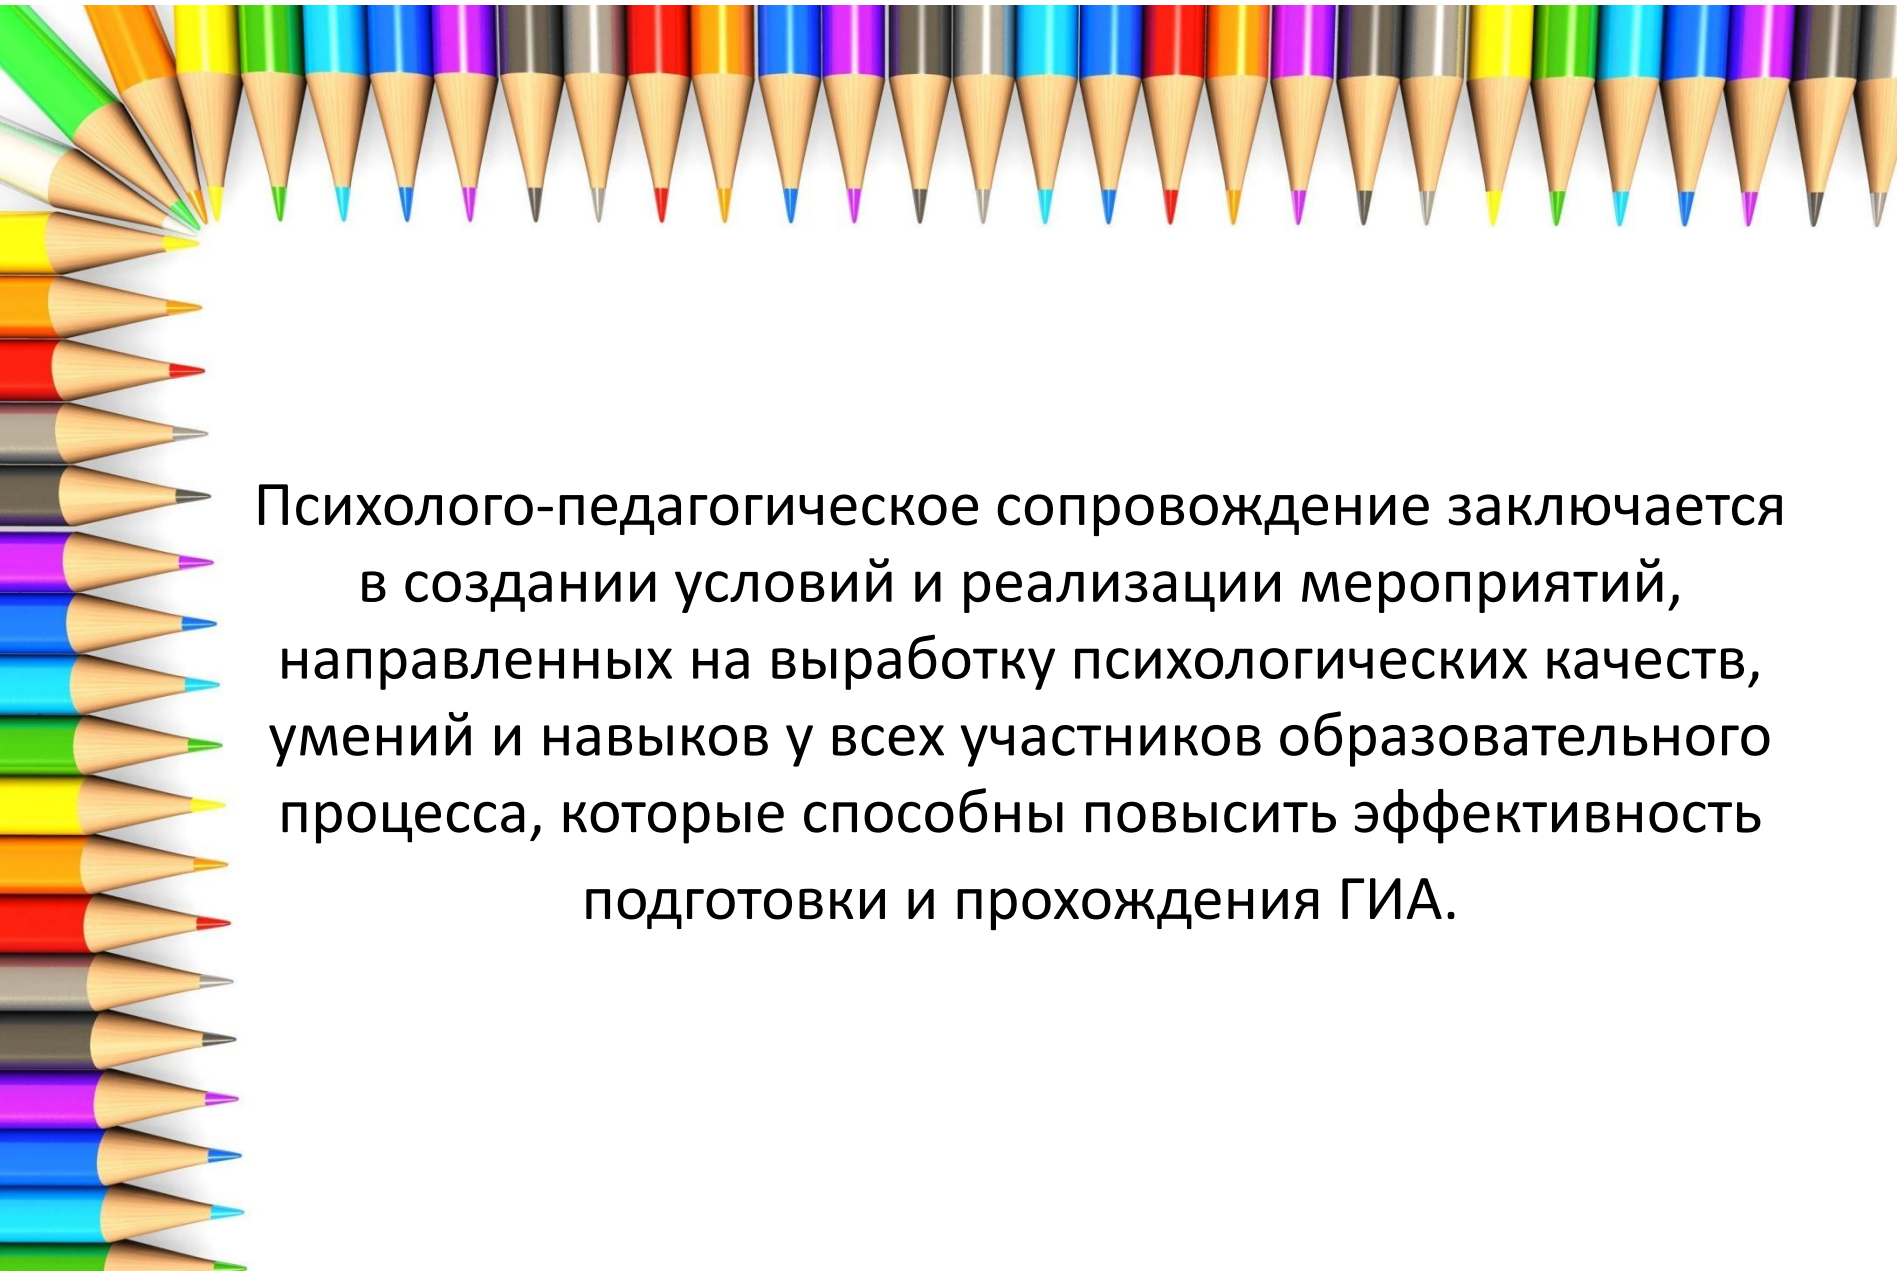 Психолого-педагогическое сопровождение заключается
в создании условий и реализации мероприятий,
направленных на выработку психологических качеств,
умений и навыков у всех участников образовательного
процесса, которые способны повысить эффективность
подготовки и прохождения ГИА.